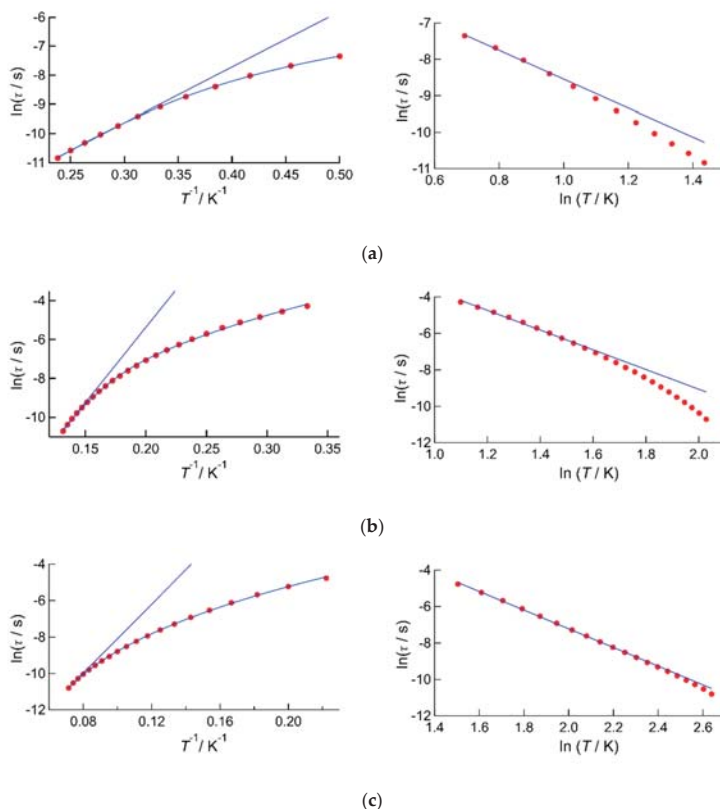 -6
-7
-8
-9
-10
-11
ln(τ / s)
0.25 0.30 0.35 0.40 0.45 0.50
T⁻¹/ K⁻¹
-7
-8
-9
-10
-11
ln(τ / s)
0.6 0.8 1.0 1.2 1.4
ln (T / K)
(a)
-4
-6
-8
-10
ln(τ / s)
0.15 0.20 0.25 0.30 0.35
T⁻¹/ K⁻¹
-4
-6
-8
-10
-12
ln(τ / s)
1.0 1.2 1.4 1.6 1.8 2.0
ln (T / K)
(b)
-4
-6
-8
-10
-12
ln(τ / s)
0.08 0.12 0.16 0.20
T⁻¹/ K⁻¹
-4
-6
-8
-10
-12
ln(τ / s)
1.4 1.6 1.8 2.0 2.2 2.4 2.6
ln (T / K)
(c)